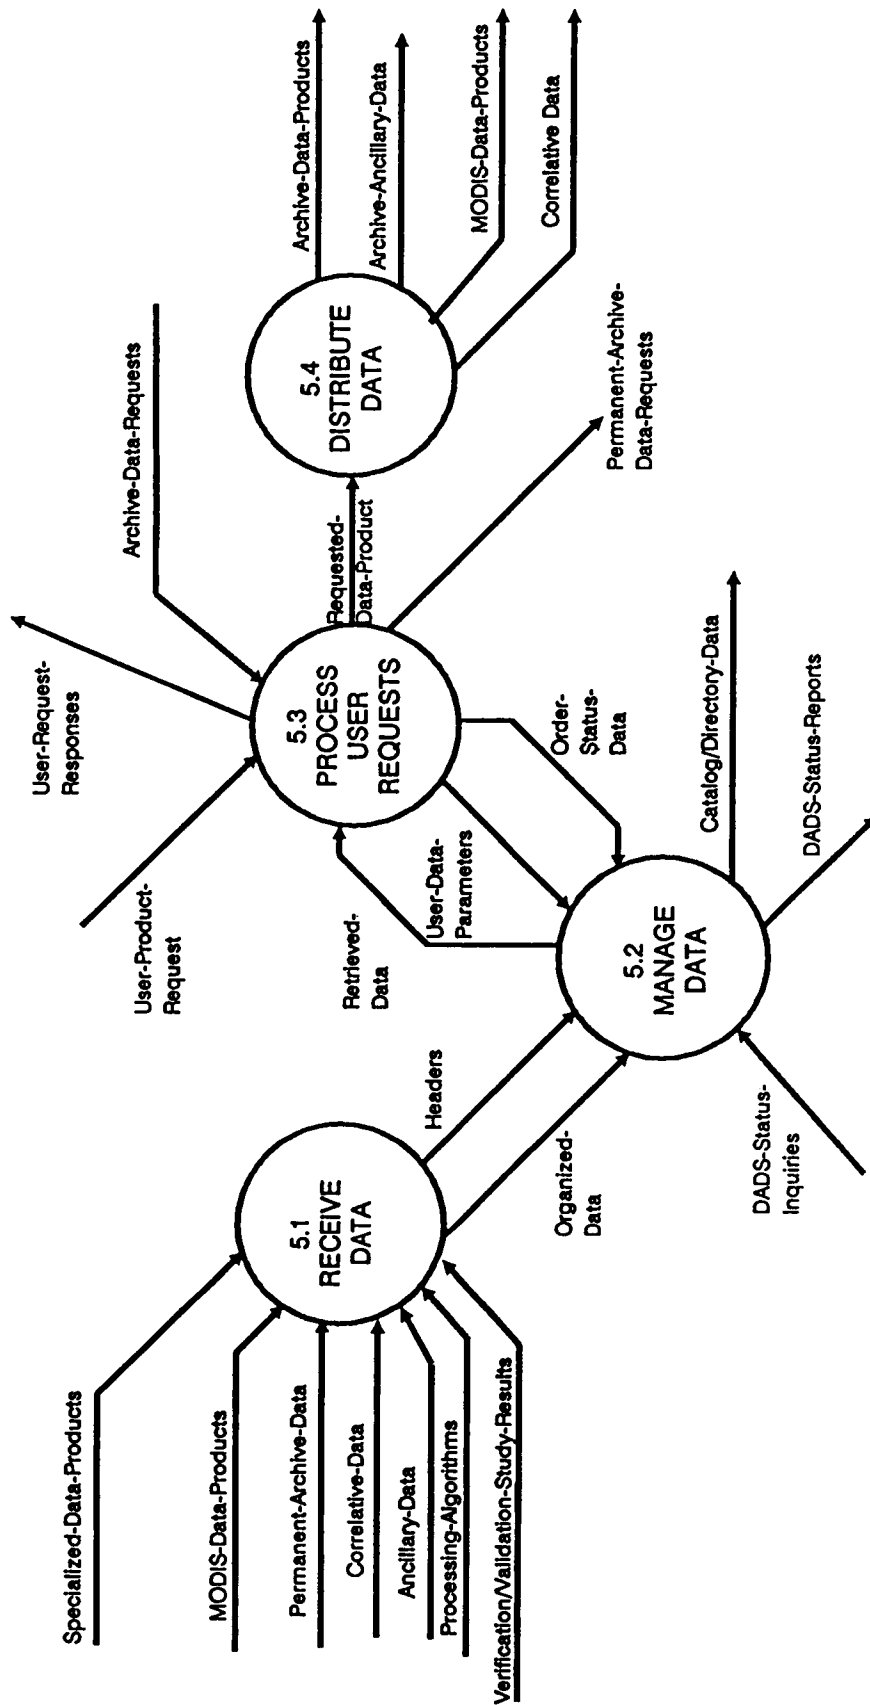 Specialized-Data-Products
MODIS-Data-Products
Permanent-Archive-Data
Correlative-Data
Ancillary-Data
Processing-Algorithms
Verification/Validation-Study-Results
5.1
RECEIVE
DATA
Headers
Organized-
Data
DADS-Status-
Inquiries
5.2
MANAGE
DATA
Catalog/Directory-Data
DADS-Status-Reports
Retrieved-
Data
User-Data-
Parameters
Order-
Status-
Data
User-Product-
Request
User-Request-
Responses
Archive-Data-Requests
5.3
PROCESS
USER
REQUESTS
Requested-
Data-Product
Permanent-Archive-
Data-Requests
5.4
DISTRIBUTE
DATA
Archive-Data-Products
Archive-Ancillary-Data
MODIS-Data-Products
Correlative Data